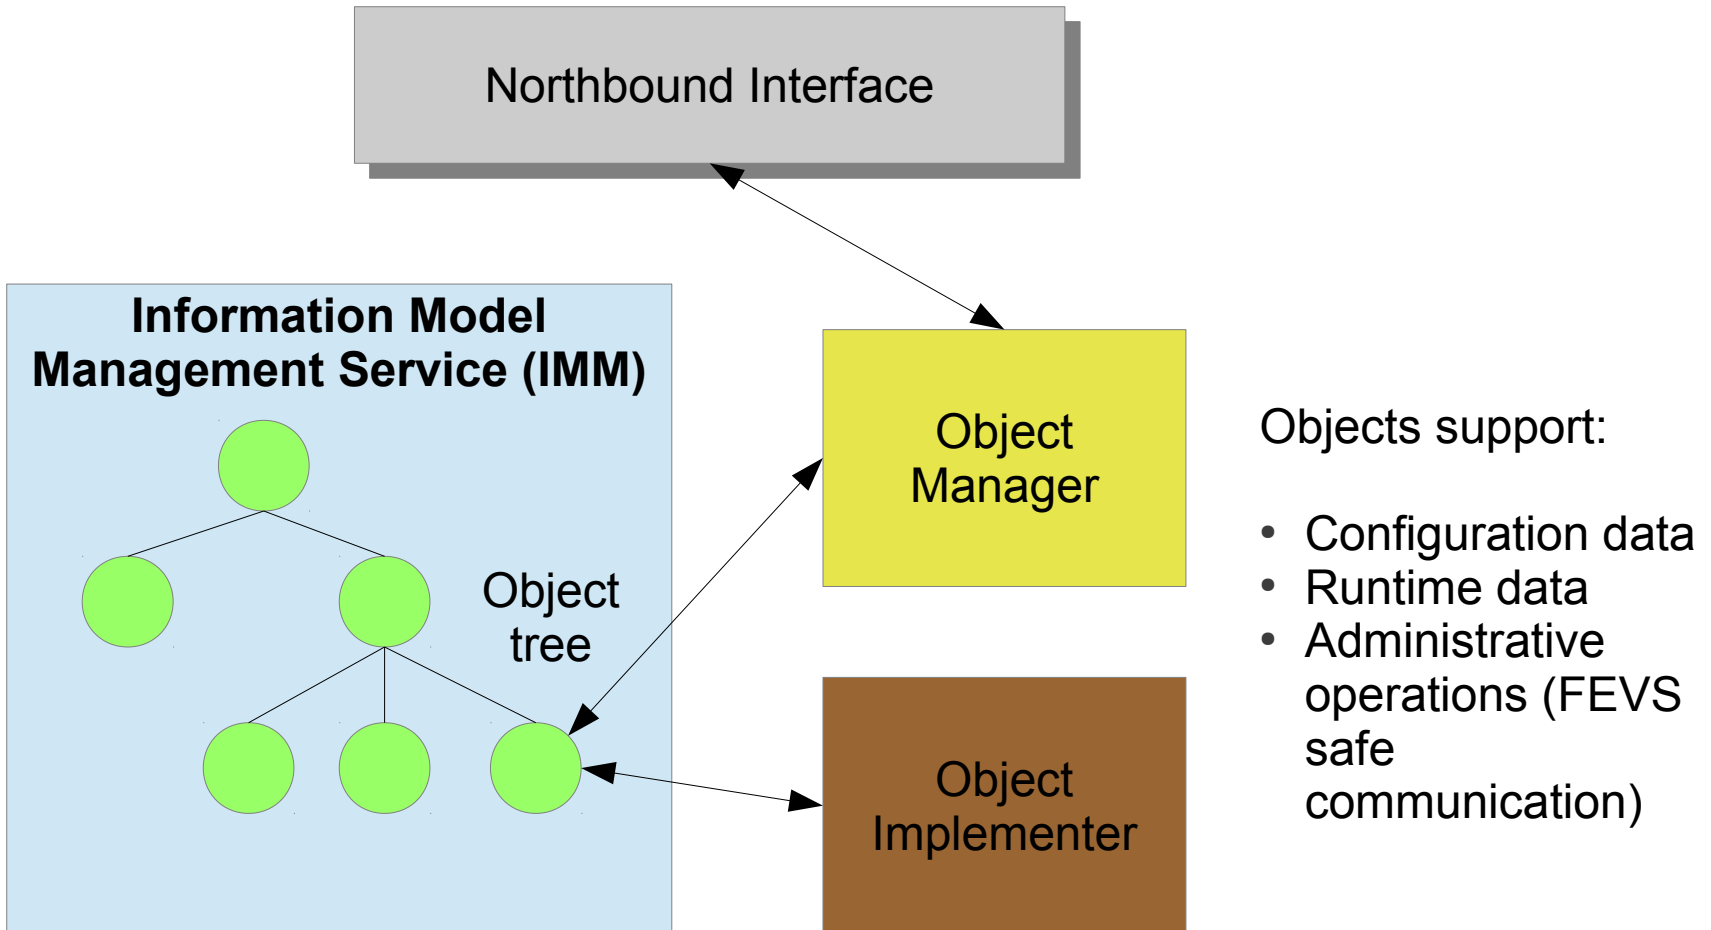 Northbound Interface
Information Model
Management Service (IMM)
Object
tree
Object
Manager
Object
Implementer
Objects support:
• Configuration data
• Runtime data
• Administrative
operations (FEVS
safe
communication)